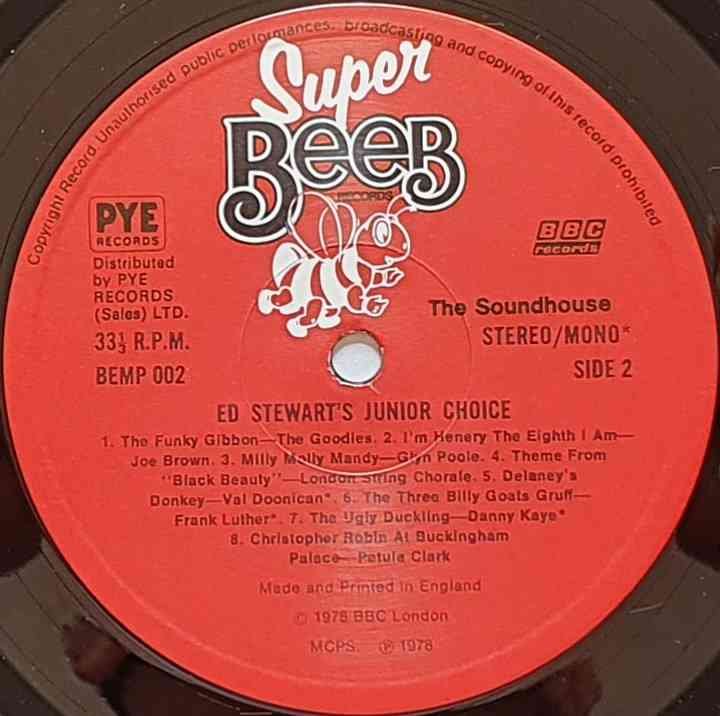 Copyright Record Unauthorised public performances. broadcasting and copying of this record prohibited
Super
BeeB
RECORDS
PYE
RECORDS
Distributed
by PYE
RECORDS
(Sales) LTD.
33⅓ R.P.M.
BEMP 002
BBC
records
The Soundhouse
STEREO/MONO*
SIDE 2
ED STEWART'S JUNIOR CHOICE
1. The Funky Gibbon—The Goodies. 2. I'm Henery The Eighth I Am—
Joe Brown. 3. Milly Molly Mandy—Glyn Poole. 4. Theme From
"Black Beauty"—London String Chorale. 5. Delaney's
Donkey—Val Doonican*. 6. The Three Billy Goats Gruff—
Frank Luther*. 7. The Ugly Duckling—Danny Kaye*
8. Christopher Robin At Buckingham
Palace—Petula Clark
Made and Printed in England
© 1978 BBC London
MCPS. ℗ 1978